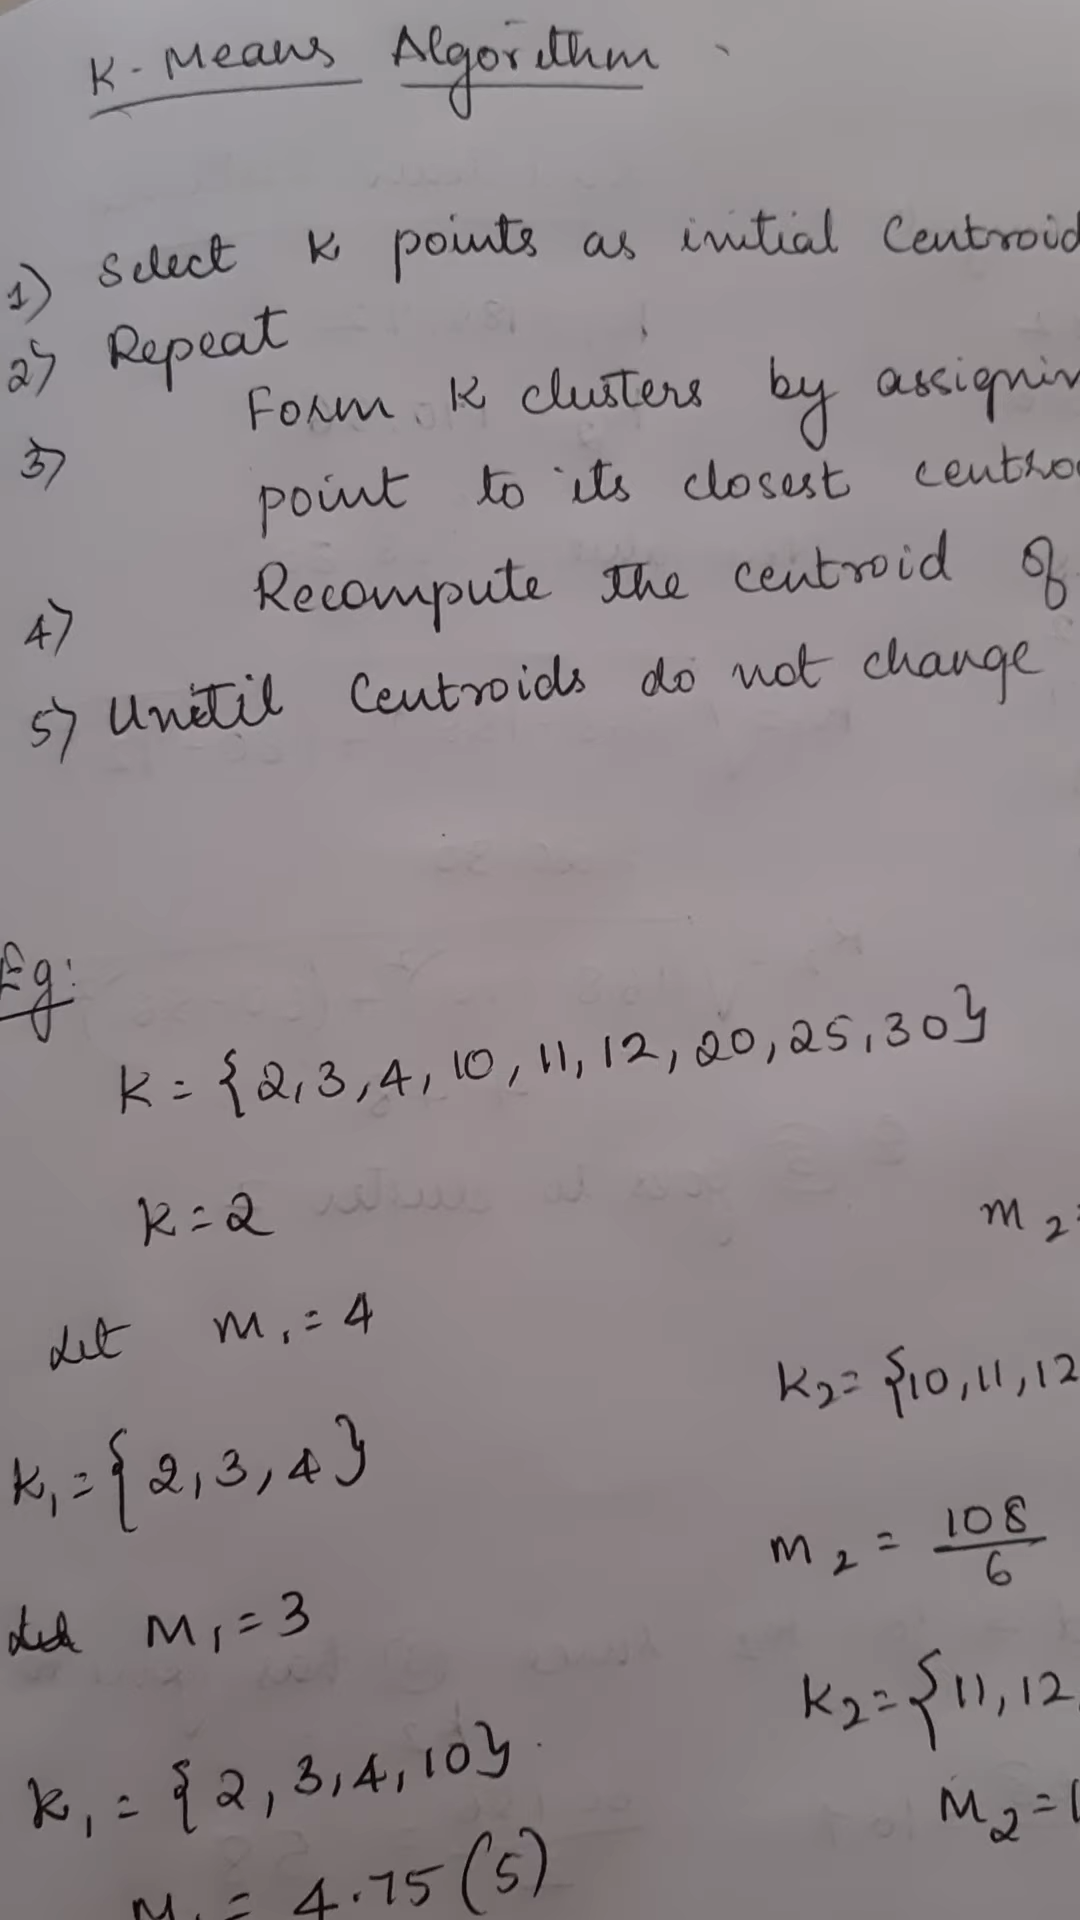 K-Means Algorithm
1) Select K points as initial Centroid
2) Repeat
3) Form K clusters by assignin
point to its closest centro
4) Recompute the centroid of
5) Unitil Centroids do not change
Eg:
K = {2, 3, 4, 10, 11, 12, 20, 25, 30}
k = 2
Let m₁ = 4 m₂ =
K₁ = {2, 3, 4} K₂ = {10, 11, 12
m₂ = 108/6
Let M₁ = 3
K₁ = {2, 3, 4, 10} K₂ = {11, 12,
M₁ = 4.75 (5) M₂ = 1